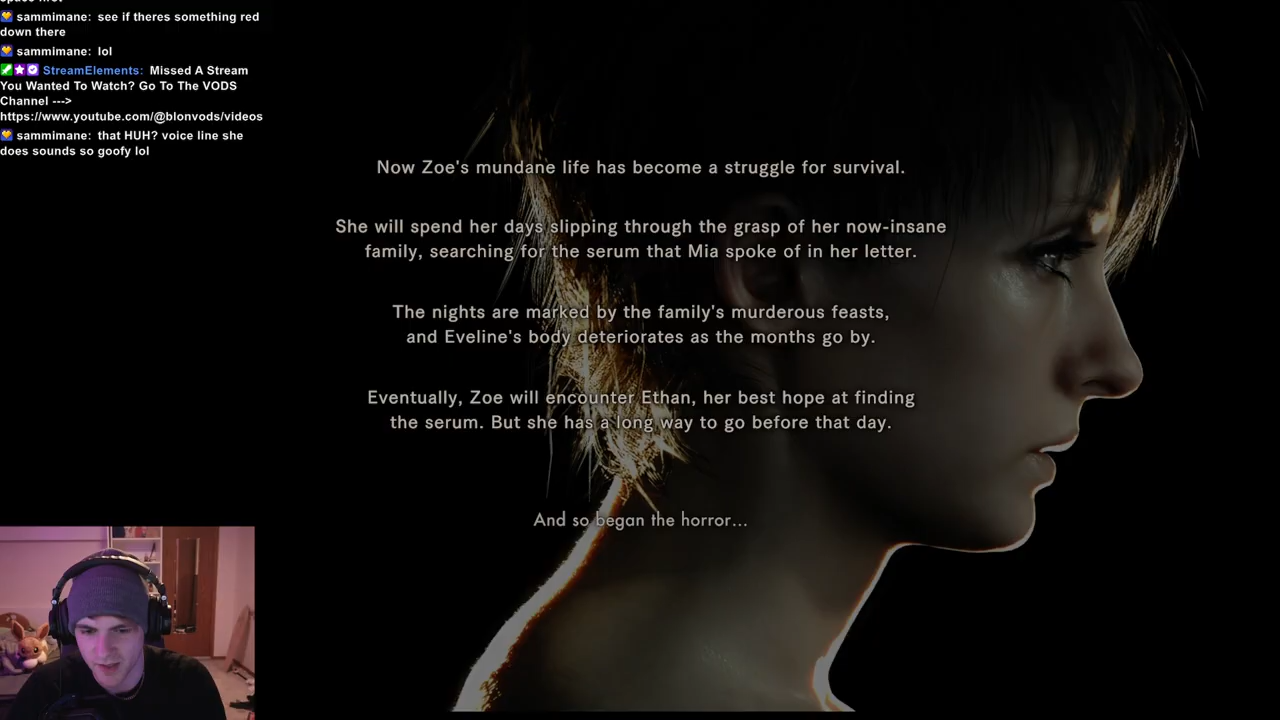 sammimane: see if theres something red
down there
sammimane: lol
StreamElements: Missed A Stream
You Wanted To Watch? Go To The VODS
Channel --->
https://www.youtube.com/@blonvods/videos
sammimane: that HUH? voice line she
does sounds so goofy lol
Now Zoe's mundane life has become a struggle for survival.
She will spend her days slipping through the grasp of her now-insane
family, searching for the serum that Mia spoke of in her letter.
The nights are marked by the family's murderous feasts,
and Eveline's body deteriorates as the months go by.
Eventually, Zoe will encounter Ethan, her best hope at finding
the serum. But she has a long way to go before that day.
And so began the horror...